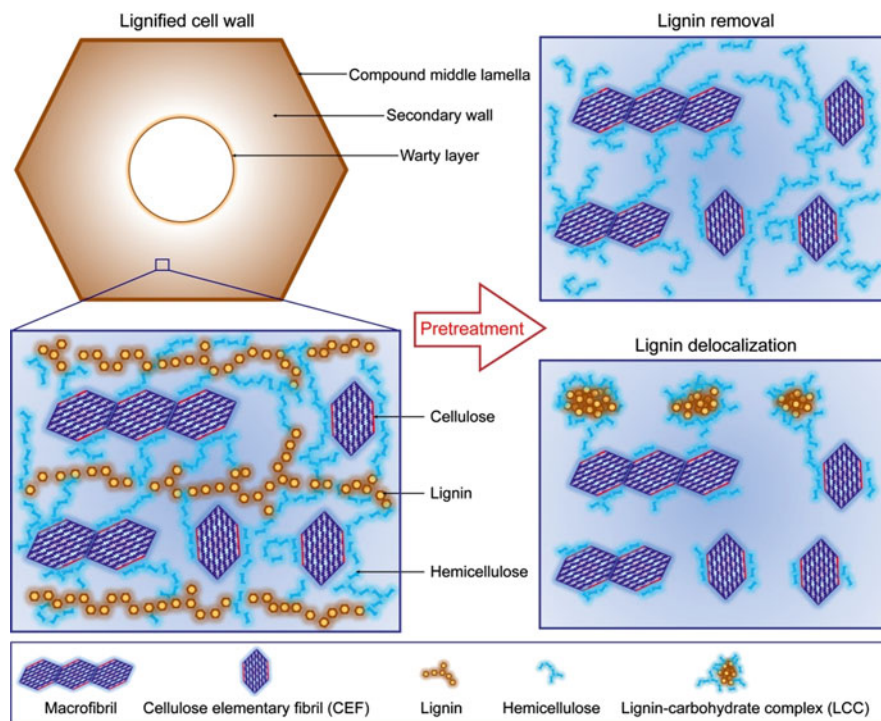 Lignified cell wall
Compound middle lamella
Secondary wall
Warty layer
Lignin removal
Pretreatment
Cellulose
Lignin
Hemicellulose
Lignin delocalization
Macrofibril
Cellulose elementary fibril (CEF)
Lignin
Hemicellulose
Lignin-carbohydrate complex (LCC)